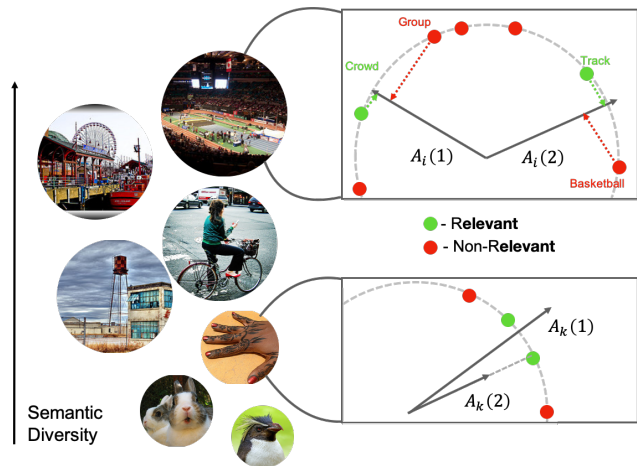 Group
Crowd
Track
A_i(1)
A_i(2)
Basketball
- Relevant
- Non-Relevant
A_k(1)
A_k(2)
Semantic
Diversity